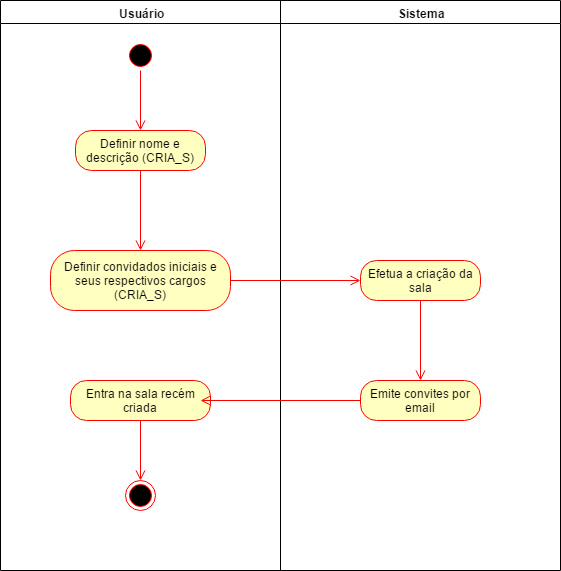 Usuário
Sistema
Definir nome e
descrição (CRIA_S)
Definir convidados iniciais e
seus respectivos cargos
(CRIA_S)
Efetua a criação da
sala
Entra na sala recém
criada
Emite convites por
email